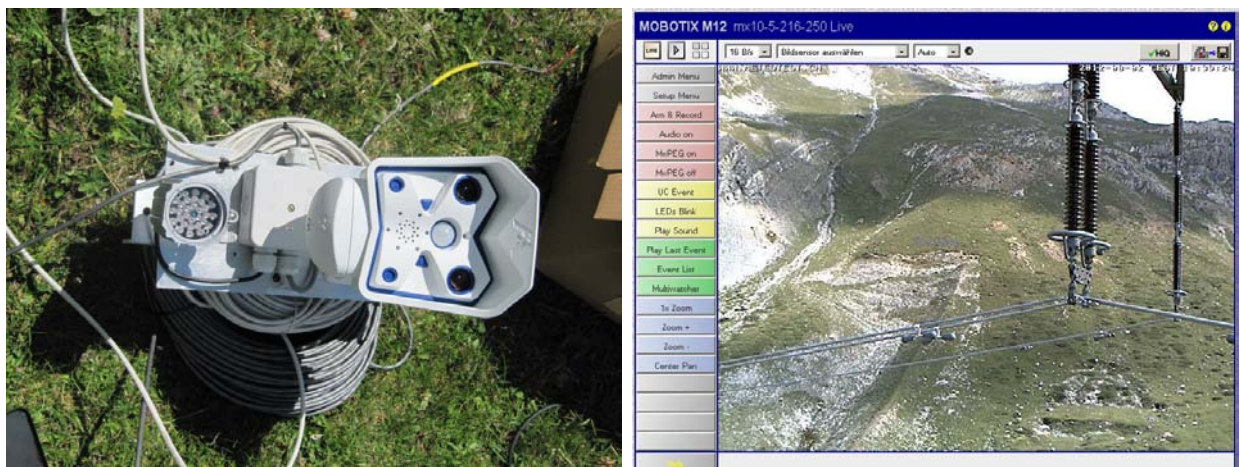 MOBOTIX M12 mx10-5-216-250 Live
LIVE
16 B/s
Bildsensor auswählen
Auto
HiQ
Admin Menu
Setup Menu
Arm & Record
Audio on
MxPEG on
MxPEG off
UC Event
LEDs Blink
Play Sound
Play Last Event
Event List
Multiwatcher
1x Zoom
Zoom +
Zoom -
Center Pan